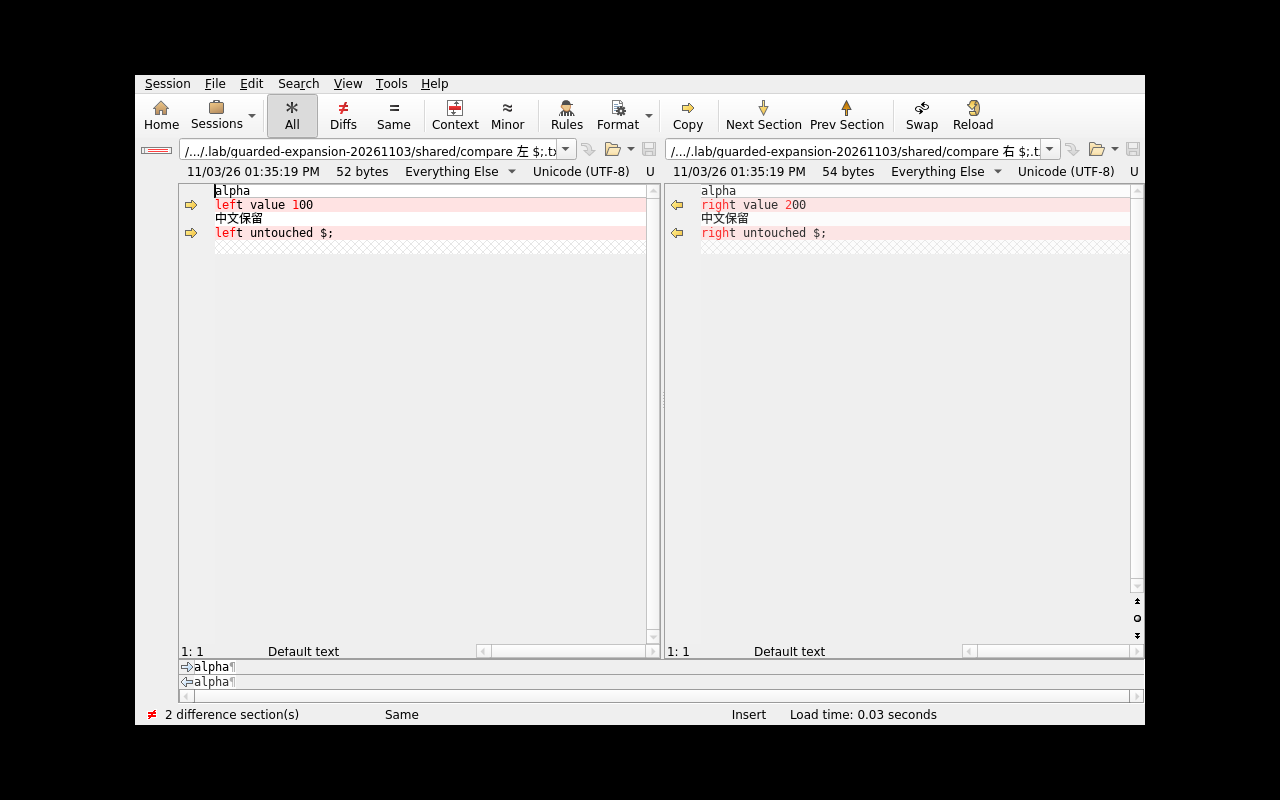 Session File Edit Search View Tools Help
Home Sessions All Diffs Same Context Minor Rules Format Copy Next Section Prev Section Swap Reload
/.../.lab/guarded-expansion-20261103/shared/compare 左 $;.tx /.../.lab/guarded-expansion-20261103/shared/compare 右 $;.t
11/03/26 01:35:19 PM 52 bytes Everything Else Unicode (UTF-8) U 11/03/26 01:35:19 PM 54 bytes Everything Else Unicode (UTF-8) U
alpha alpha
left value 100 right value 200
中文保留 中文保留
left untouched $; right untouched $;
1: 1 Default text 1: 1 Default text
alpha¶
alpha¶
2 difference section(s) Same Insert Load time: 0.03 seconds